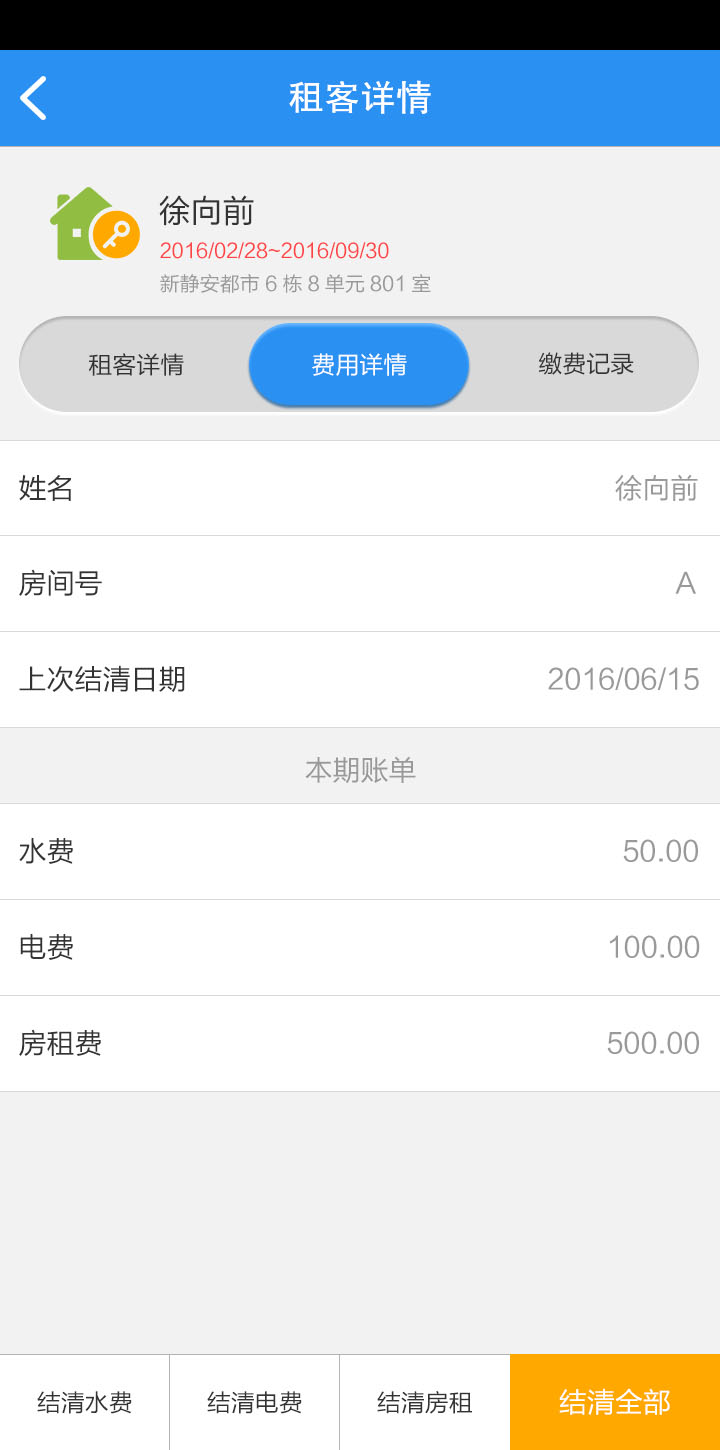 租客详情
徐向前
2016/02/28~2016/09/30
新静安都市 6 栋 8 单元 801 室
租客详情 费用详情 缴费记录
姓名 徐向前
房间号 A
上次结清日期 2016/06/15
本期账单
水费 50.00
电费 100.00
房租费 500.00
结清水费 结清电费 结清房租 结清全部